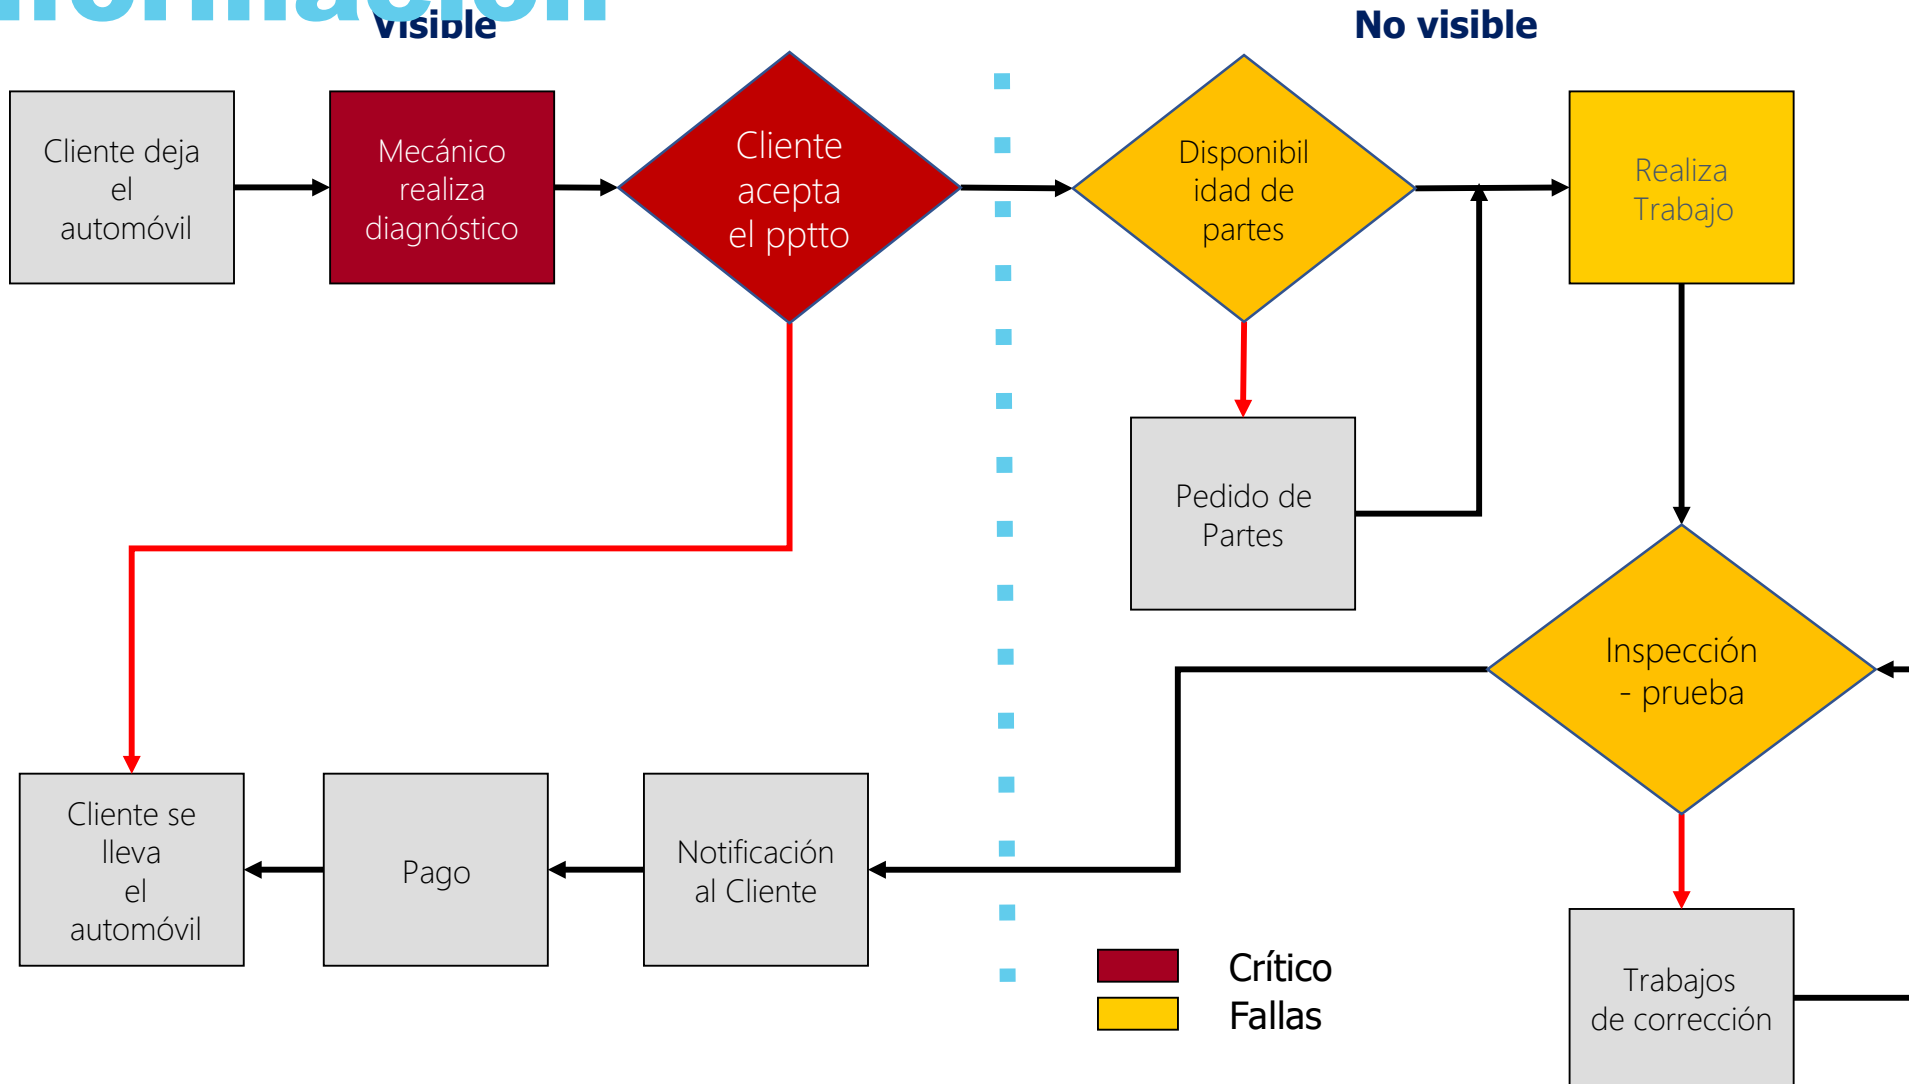 Visible
No visible
Cliente deja
el
automóvil
Mecánico
realiza
diagnóstico
Cliente
acepta
el pptto
Disponibil
idad de
partes
Realiza
Trabajo
Pedido de
Partes
Inspección
- prueba
Cliente se
lleva
el
automóvil
Pago
Notificación
al Cliente
Crítico
Fallas
Trabajos
de corrección